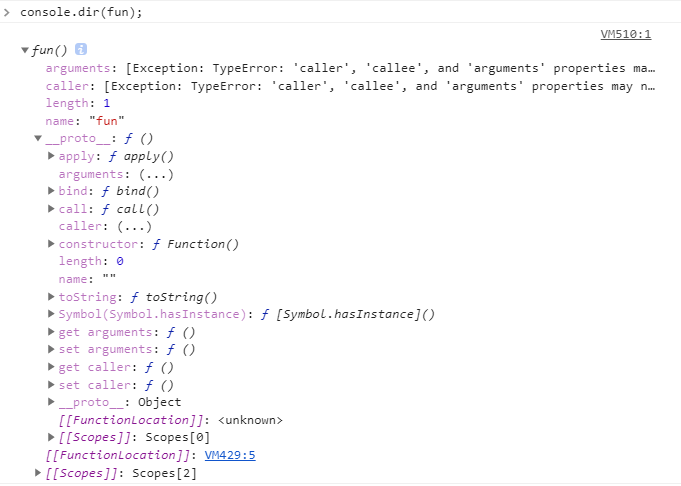 > console.dir(fun);
VM510:1
▼fun() i
arguments: [Exception: TypeError: 'caller', 'callee', and 'arguments' properties ma…
caller: [Exception: TypeError: 'caller', 'callee', and 'arguments' properties may n…
length: 1
name: "fun"
▼__proto__: ƒ ()
▶apply: ƒ apply()
arguments: (...)
▶bind: ƒ bind()
▶call: ƒ call()
caller: (...)
▶constructor: ƒ Function()
length: 0
name: ""
▶toString: ƒ toString()
▶Symbol(Symbol.hasInstance): ƒ [Symbol.hasInstance]()
▶get arguments: ƒ ()
▶set arguments: ƒ ()
▶get caller: ƒ ()
▶set caller: ƒ ()
▶__proto__: Object
[[FunctionLocation]]: <unknown>
▶[[Scopes]]: Scopes[0]
[[FunctionLocation]]: VM429:5
▶[[Scopes]]: Scopes[2]